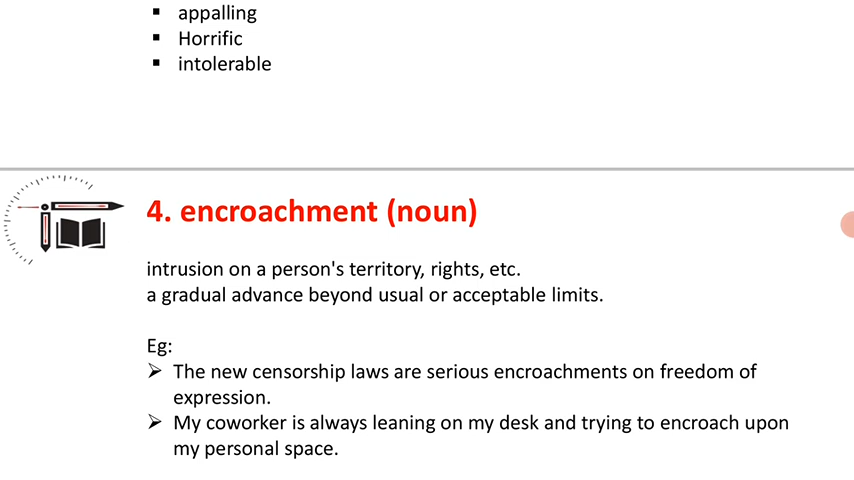 ▪ appalling
▪ Horrific
▪ intolerable
4. encroachment (noun)
intrusion on a person's territory, rights, etc.
a gradual advance beyond usual or acceptable limits.
Eg:
➢ The new censorship laws are serious encroachments on freedom of
expression.
➢ My coworker is always leaning on my desk and trying to encroach upon
my personal space.